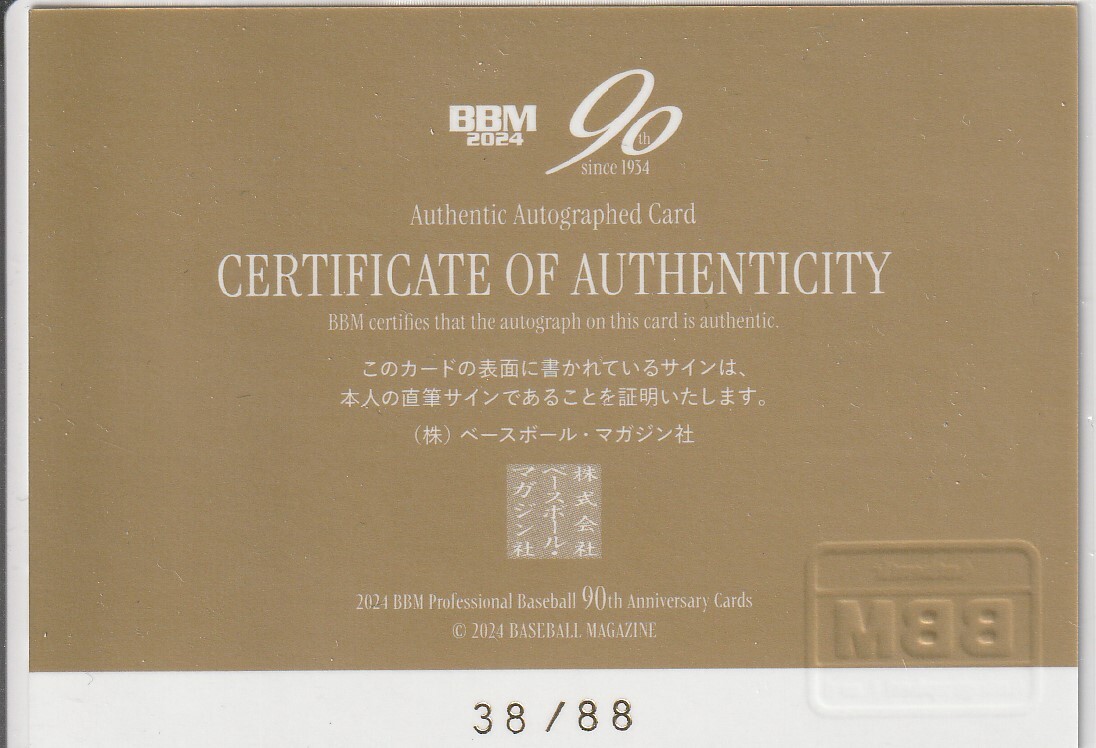 BBM
2024
90th
since 1934
Authentic Autographed Card
CERTIFICATE OF AUTHENTICITY
BBM certifies that the autograph on this card is authentic.
このカードの表面に書かれているサインは、
本人の直筆サインであることを証明いたします。
（株）ベースボール・マガジン社
株式会社
ベースボール・
マガジン社
2024 BBM Professional Baseball 90th Anniversary Cards
© 2024 BASEBALL MAGAZINE
BBM
38/88